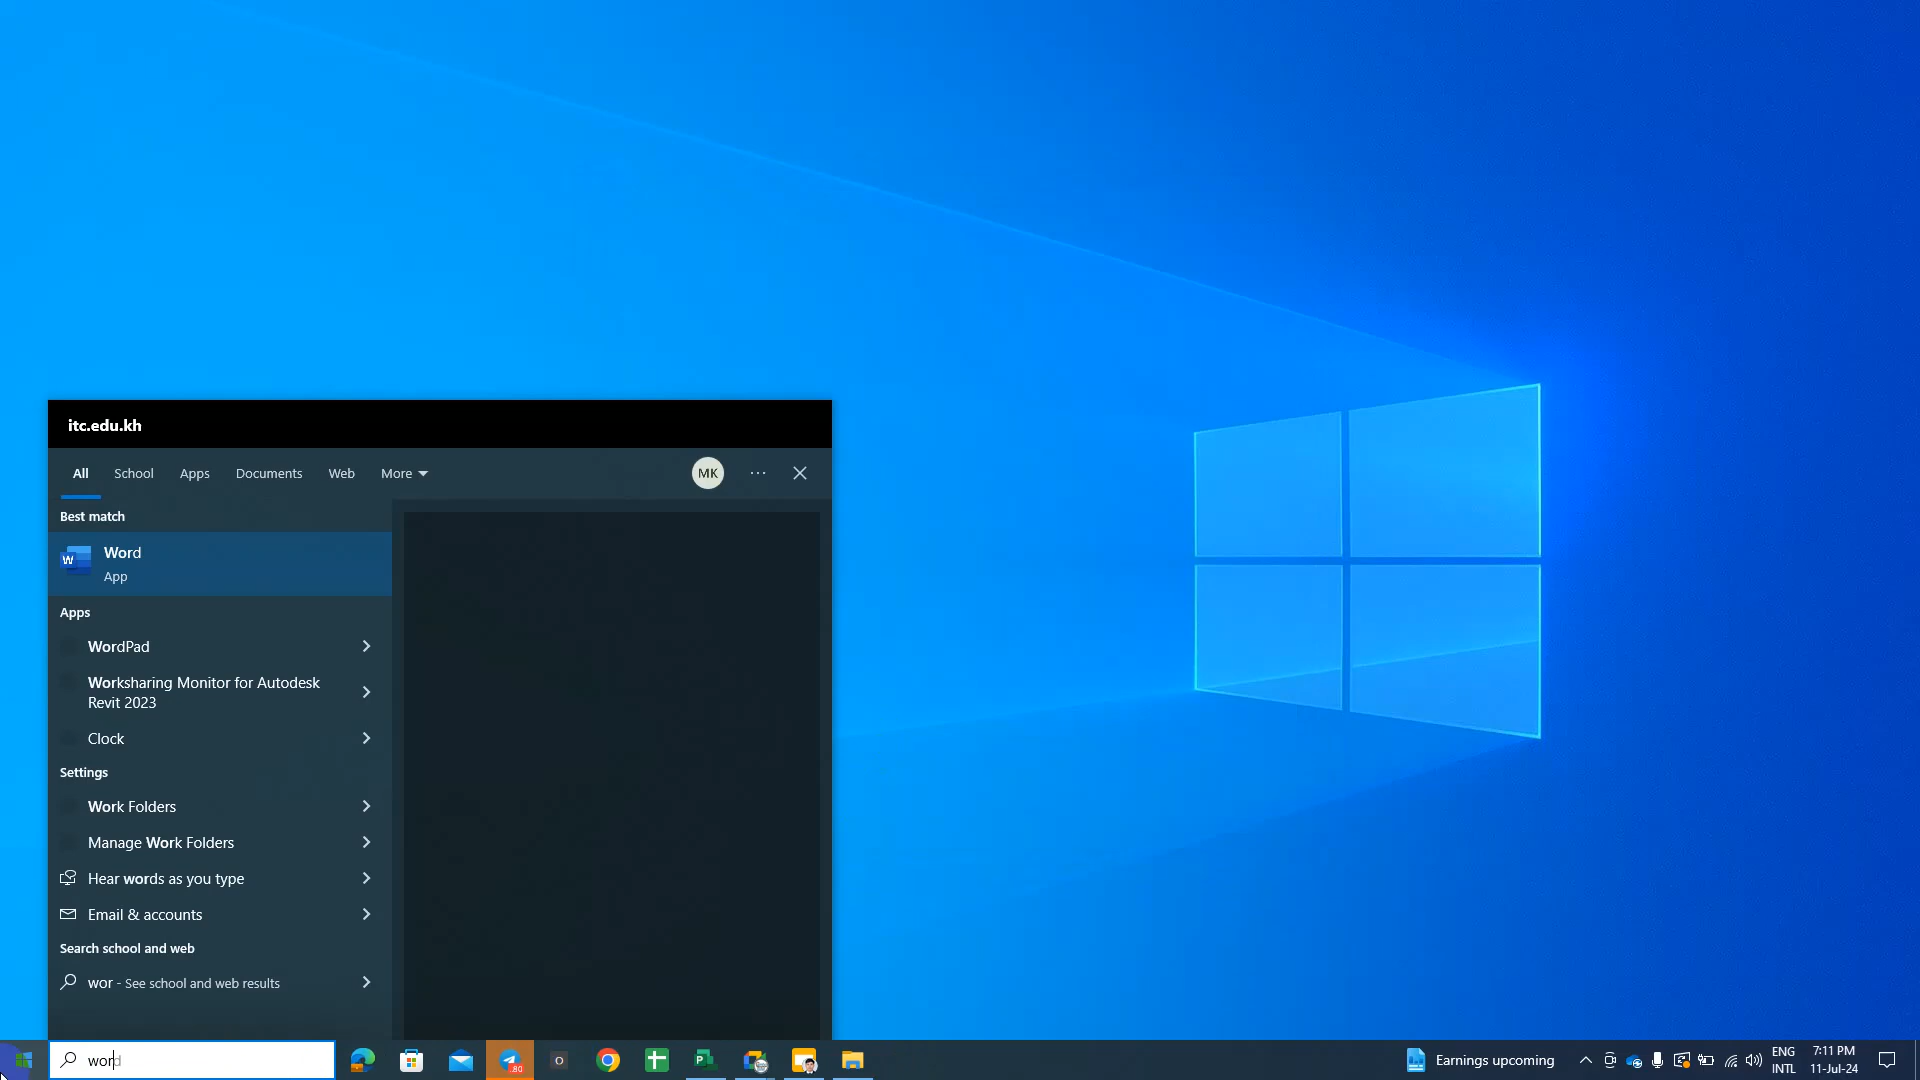 itc.edu.kh
All School Apps Documents Web More MK
Best match
Word
App
Apps
WordPad
Worksharing Monitor for Autodesk
Revit 2023
Clock
Settings
Work Folders
Manage Work Folders
Hear words as you type
Email & accounts
Search school and web
wor - See school and web results
word
Earnings upcoming
ENG
INTL
7:11 PM
11-Jul-24